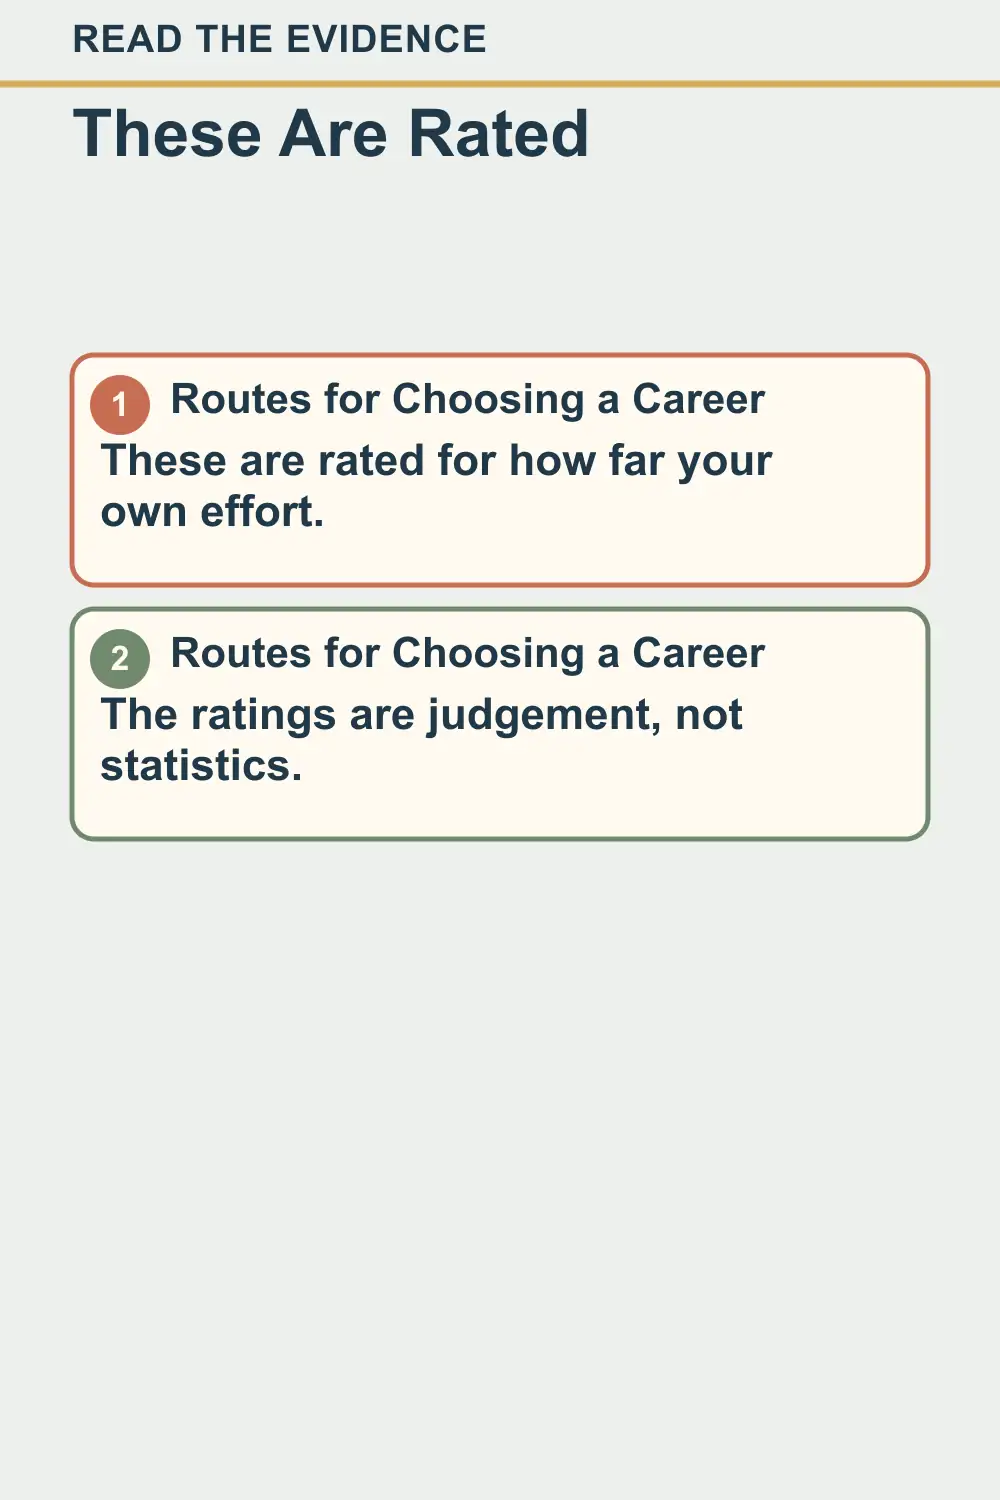 READ THE EVIDENCE
These Are Rated
1 Routes for Choosing a Career
These are rated for how far your
own effort.
2 Routes for Choosing a Career
The ratings are judgement, not
statistics.